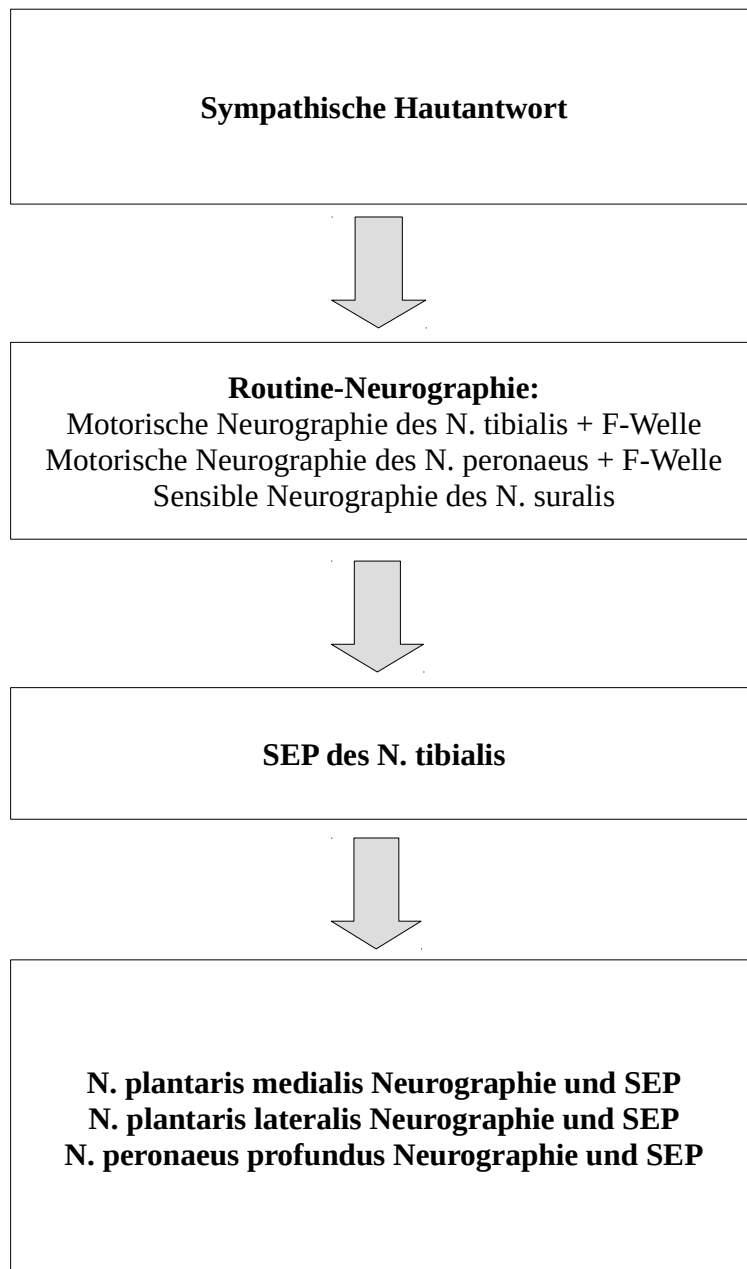 Sympathische Hautantwort
Routine-Neurographie:
Motorische Neurographie des N. tibialis + F-Welle
Motorische Neurographie des N. peronaeus + F-Welle
Sensible Neurographie des N. suralis
SEP des N. tibialis
N. plantaris medialis Neurographie und SEP
N. plantaris lateralis Neurographie und SEP
N. peronaeus profundus Neurographie und SEP